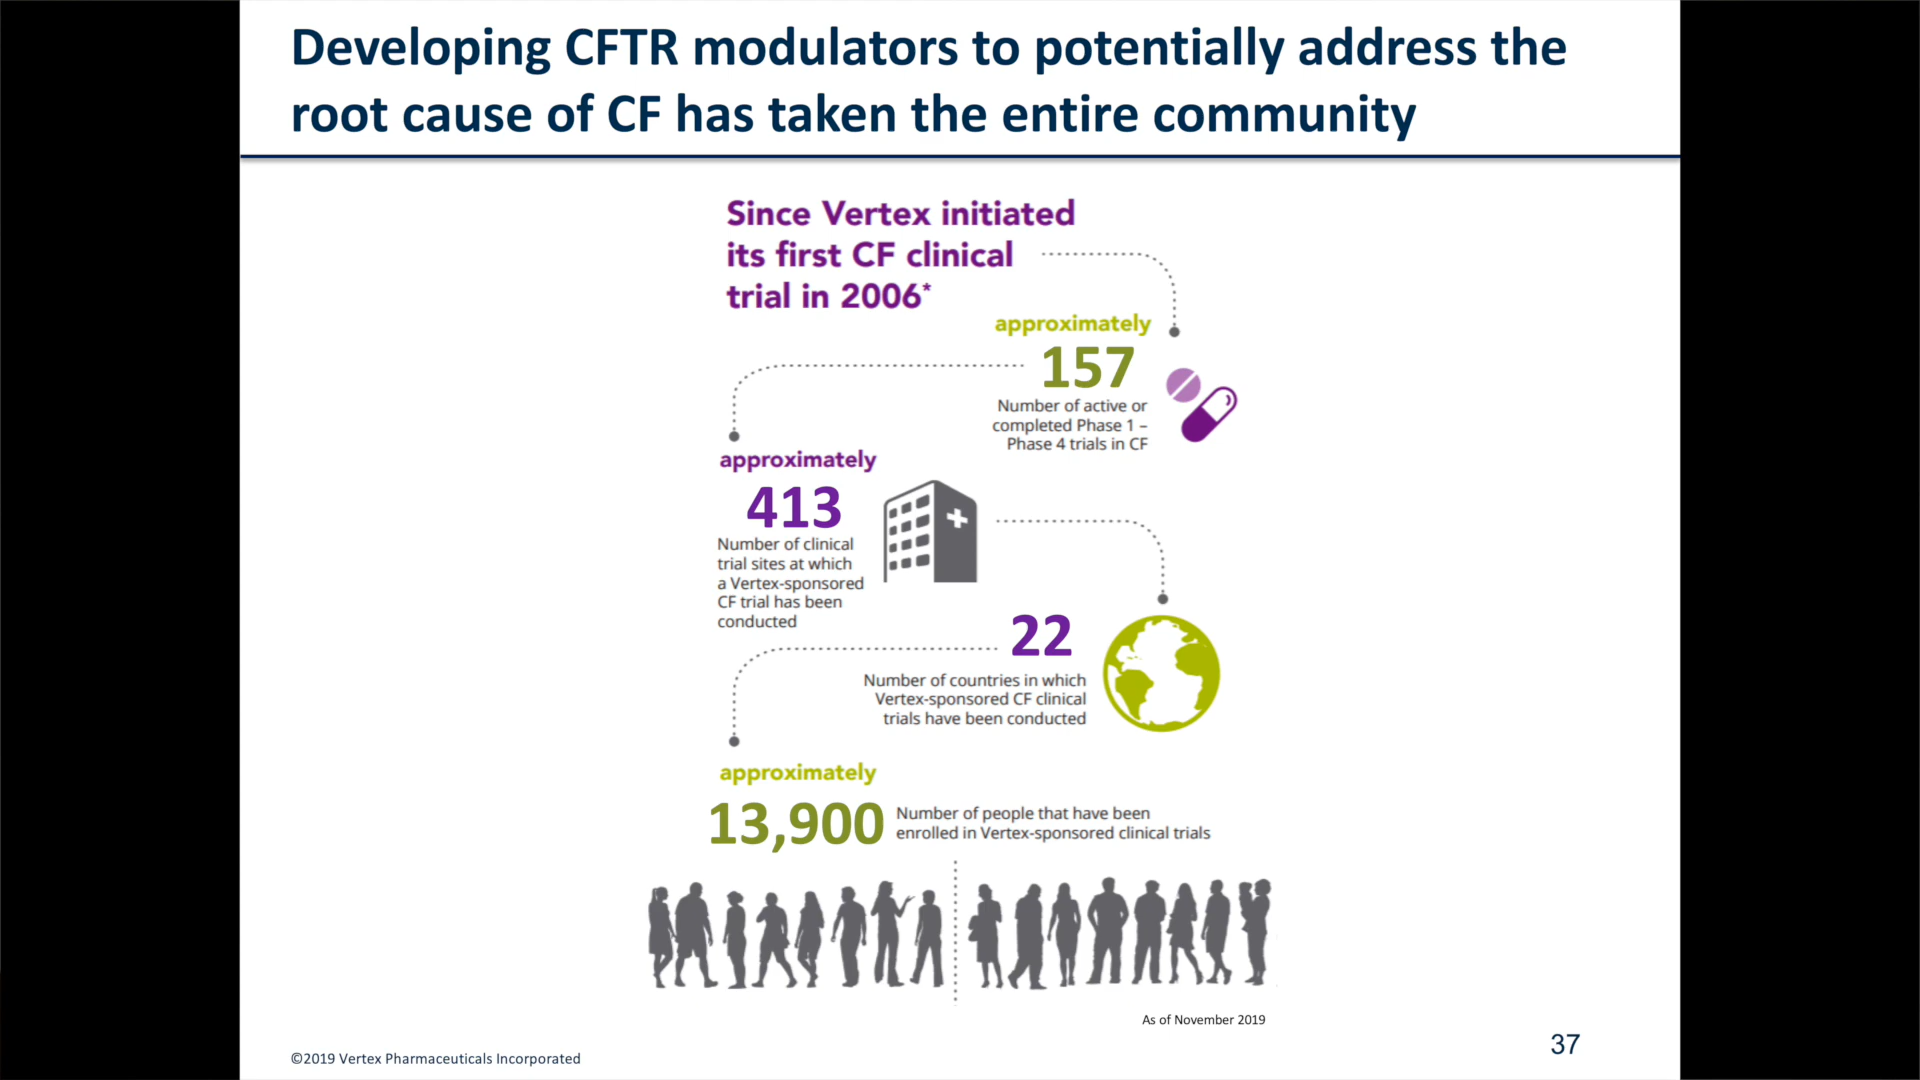 Developing CFTR modulators to potentially address the
root cause of CF has taken the entire community
Since Vertex initiated
its first CF clinical
trial in 2006*
approximately
157
Number of active or
completed Phase 1 –
Phase 4 trials in CF
approximately
413
Number of clinical
trial sites at which
a Vertex-sponsored
CF trial has been
conducted
22
Number of countries in which
Vertex-sponsored CF clinical
trials have been conducted
approximately
13,900
Number of people that have been
enrolled in Vertex-sponsored clinical trials
As of November 2019
©2019 Vertex Pharmaceuticals Incorporated
37